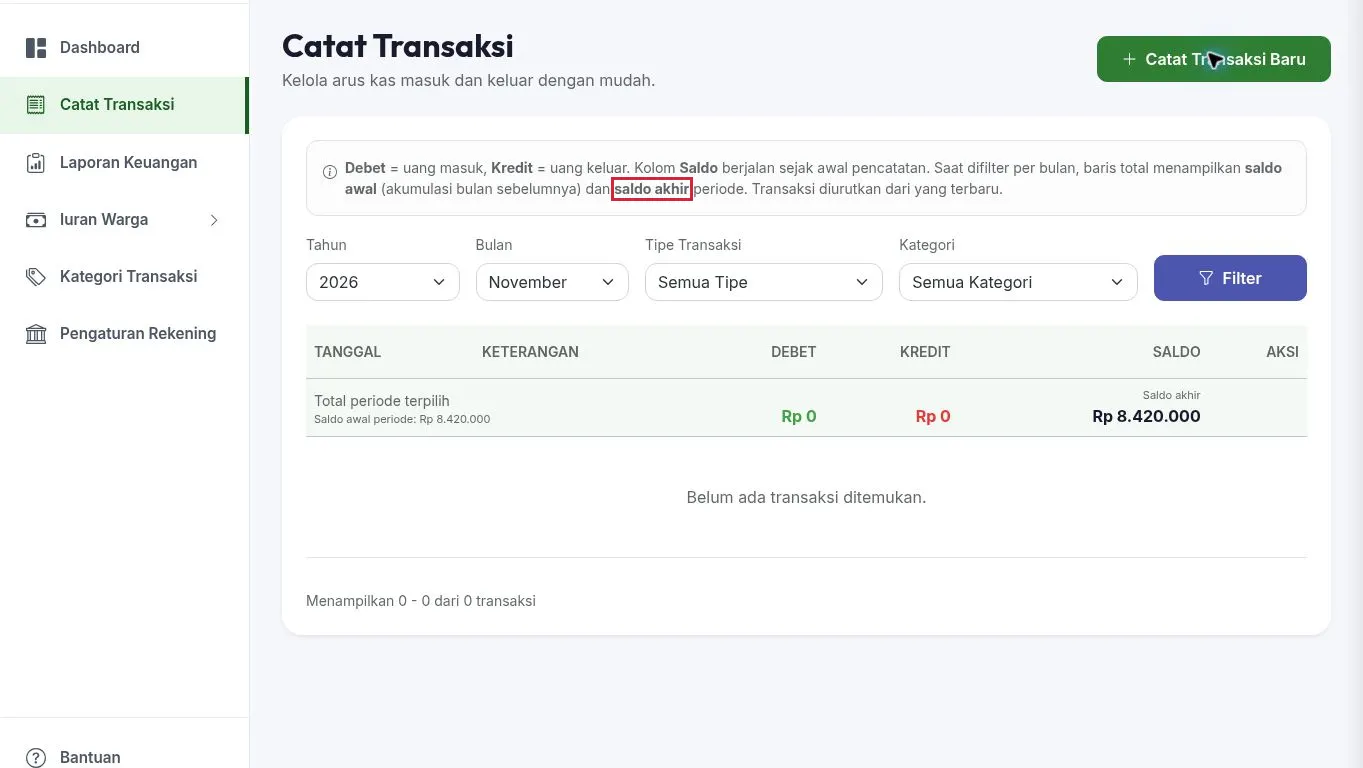 Dashboard
Catat Transaksi
Laporan Keuangan
Iuran Warga
Kategori Transaksi
Pengaturan Rekening
Bantuan
Catat Transaksi
Kelola arus kas masuk dan keluar dengan mudah.
+ Catat Transaksi Baru
Debet = uang masuk, Kredit = uang keluar. Kolom Saldo berjalan sejak awal pencatatan. Saat difilter per bulan, baris total menampilkan saldo
awal (akumulasi bulan sebelumnya) dan saldo akhir periode. Transaksi diurutkan dari yang terbaru.
Tahun Bulan Tipe Transaksi Kategori
2026 November Semua Tipe Semua Kategori Filter
TANGGAL KETERANGAN DEBET KREDIT SALDO AKSI
Saldo akhir
Total periode terpilih
Saldo awal periode: Rp 8.420.000 Rp 0 Rp 0 Rp 8.420.000
Belum ada transaksi ditemukan.
Menampilkan 0 - 0 dari 0 transaksi